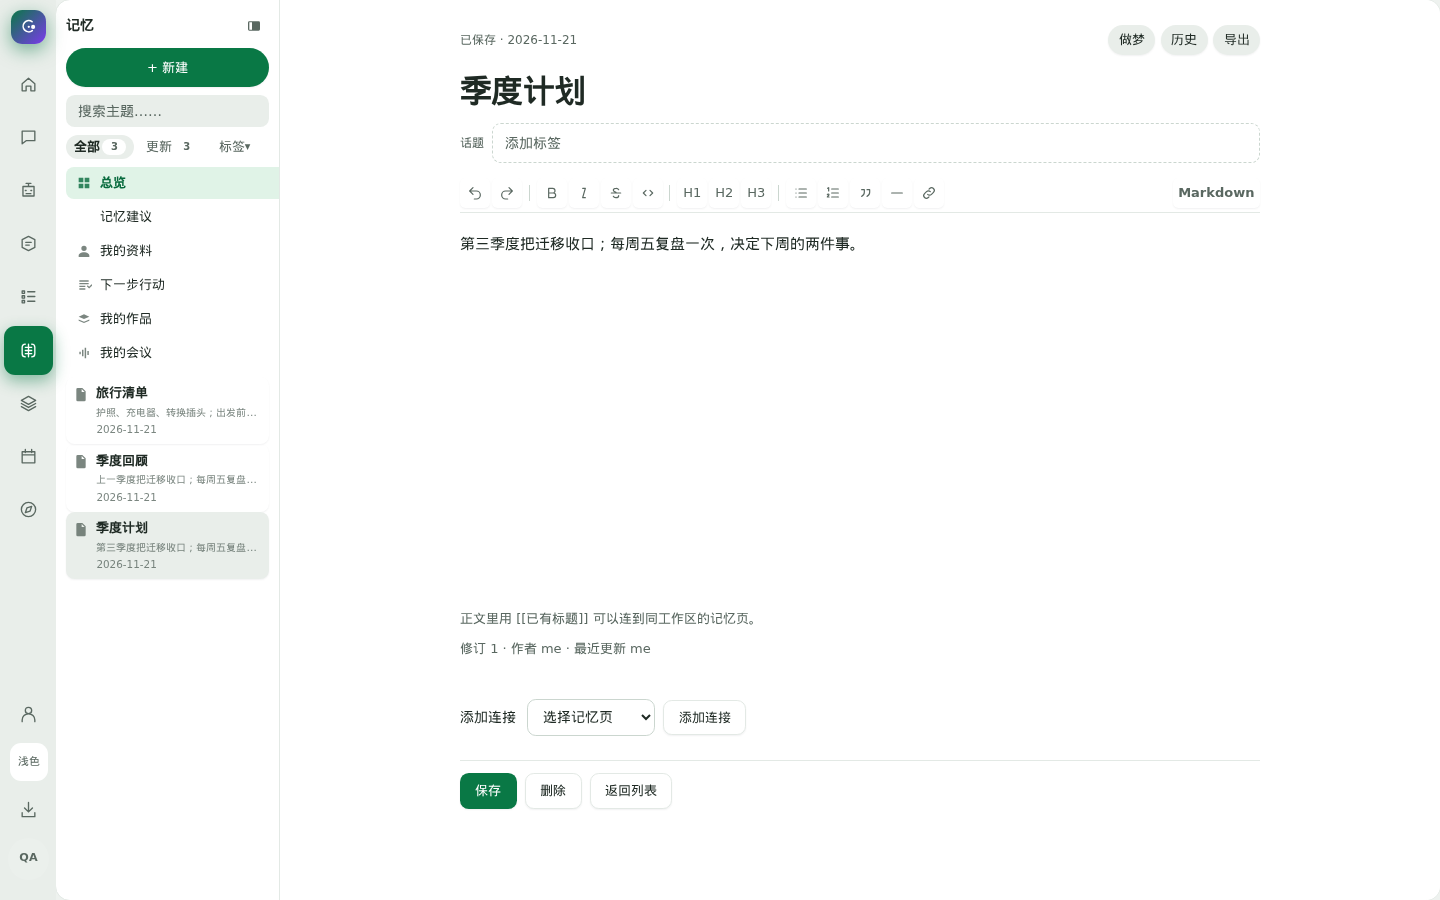 记忆
+ 新建
搜索主题……
全部 3 更新 3 标签▾
总览
记忆建议
我的资料
下一步行动
我的作品
我的会议
旅行清单
护照、充电器、转换插头；出发前…
2026-11-21
季度回顾
上一季度把迁移收口；每周五复盘…
2026-11-21
季度计划
第三季度把迁移收口；每周五复盘…
2026-11-21
浅色
QA
已保存 · 2026-11-21
做梦 历史 导出
季度计划
话题 添加标签
B I S <> H1 H2 H3 Markdown
第三季度把迁移收口；每周五复盘一次，决定下周的两件事。
正文里用 [[已有标题]] 可以连到同工作区的记忆页。
修订 1 · 作者 me · 最近更新 me
添加连接 选择记忆页 添加连接
保存 删除 返回列表